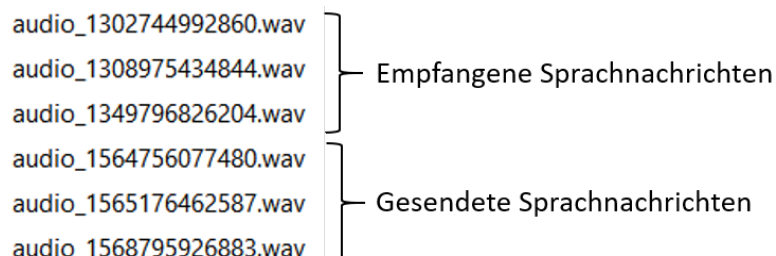 audio_1302744992860.wav
audio_1308975434844.wav
Empfangene Sprachnachrichten
audio_1349796826204.wav
audio_1564756077480.wav
audio_1565176462587.wav
Gesendete Sprachnachrichten
audio_1568795926883.wav